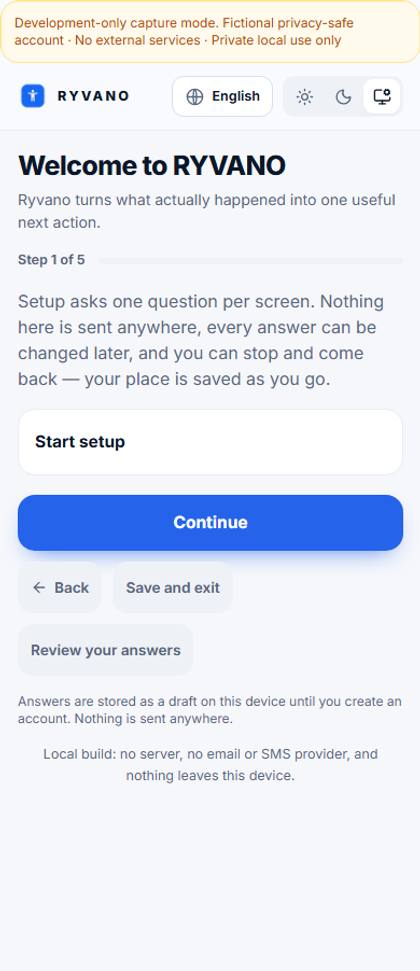 Development-only capture mode. Fictional privacy-safe
account · No external services · Private local use only
RYVANO
English
Welcome to RYVANO
Ryvano turns what actually happened into one useful
next action.
Step 1 of 5
Setup asks one question per screen. Nothing
here is sent anywhere, every answer can be
changed later, and you can stop and come
back — your place is saved as you go.
Start setup
Continue
← Back
Save and exit
Review your answers
Answers are stored as a draft on this device until you create an
account. Nothing is sent anywhere.
Local build: no server, no email or SMS provider, and
nothing leaves this device.